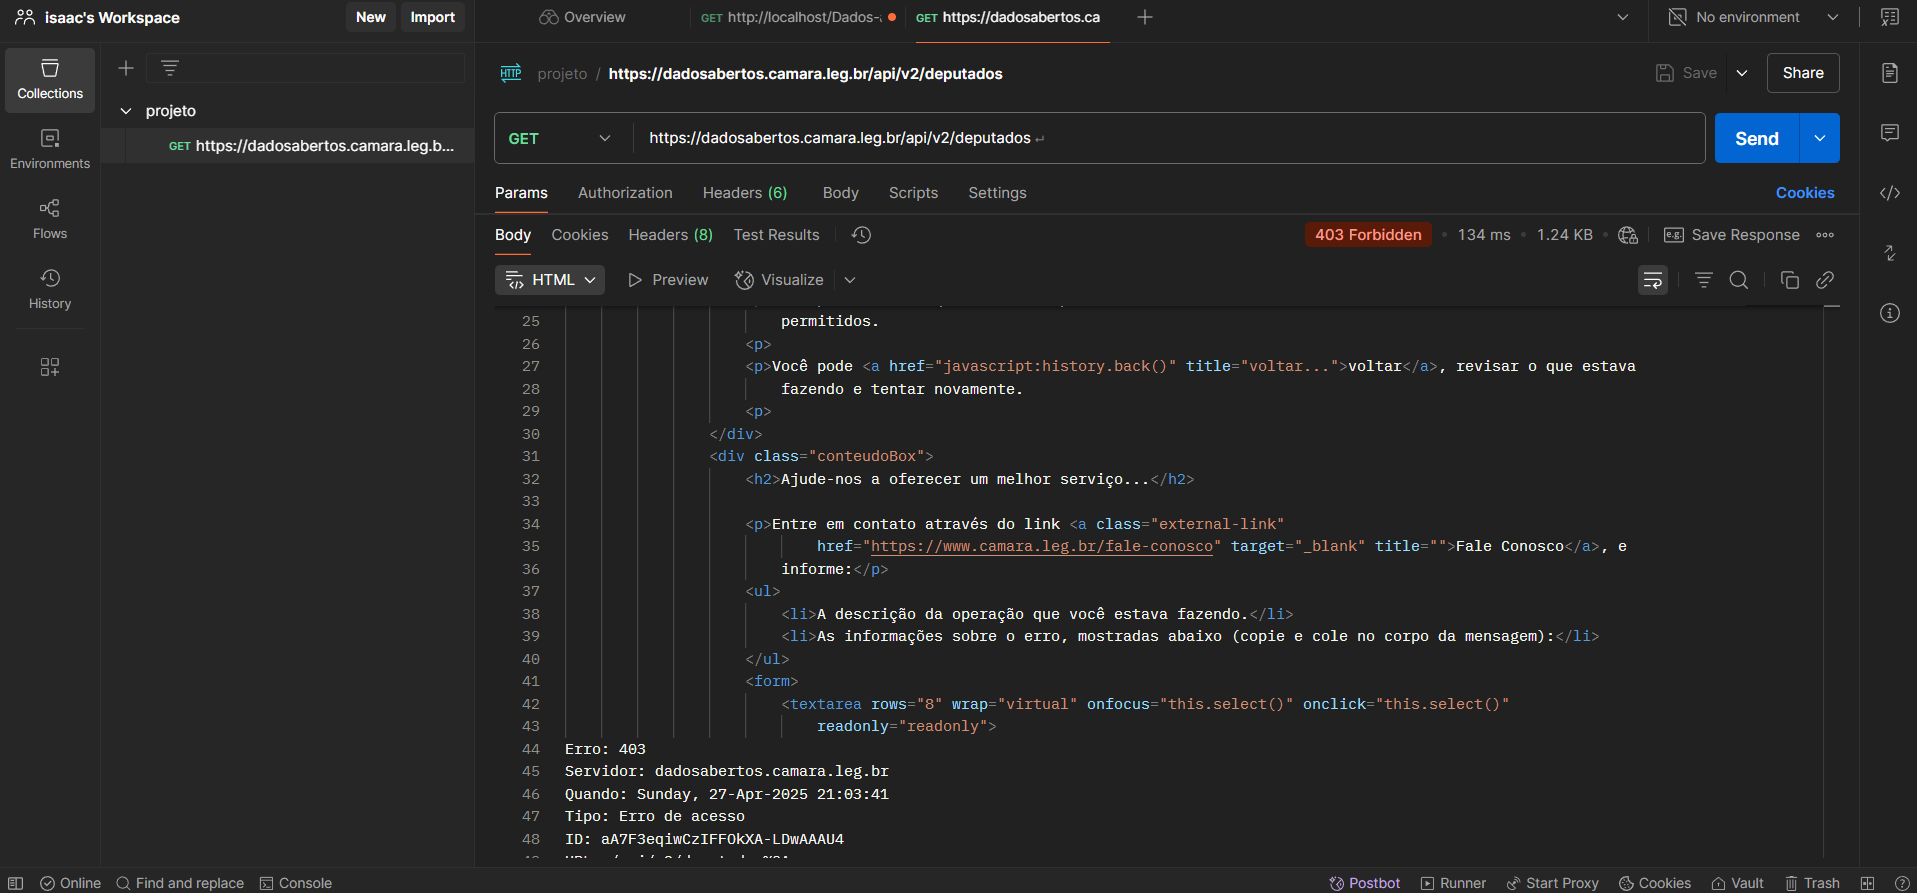 isaac's Workspace
New
Import
Overview
GET http://localhost/Dados-
GET https://dadosabertos.ca
No environment
Collections
Environments
Flows
History
projeto
GET https://dadosabertos.camara.leg.b...
HTTP
projeto / https://dadosabertos.camara.leg.br/api/v2/deputados
Save
Share
GET
https://dadosabertos.camara.leg.br/api/v2/deputados ↵
Send
Params
Authorization
Headers (6)
Body
Scripts
Settings
Cookies
Body
Cookies
Headers (8)
Test Results
403 Forbidden • 134 ms • 1.24 KB
e.g. Save Response
HTML
Preview
Visualize
25 permitidos.
26 <p>
27 <p>Você pode <a href="javascript:history.back()" title="voltar...">voltar</a>, revisar o que estava
28 fazendo e tentar novamente.
29 <p>
30 </div>
31 <div class="conteudoBox">
32 <h2>Ajude-nos a oferecer um melhor serviço...</h2>
33
34 <p>Entre em contato através do link <a class="external-link"
35 href="https://www.camara.leg.br/fale-conosco" target="_blank" title="">Fale Conosco</a>, e
36 informe:</p>
37 <ul>
38 <li>A descrição da operação que você estava fazendo.</li>
39 <li>As informações sobre o erro, mostradas abaixo (copie e cole no corpo da mensagem):</li>
40 </ul>
41 <form>
42 <textarea rows="8" wrap="virtual" onfocus="this.select()" onclick="this.select()"
43 readonly="readonly">
44 Erro: 403
45 Servidor: dadosabertos.camara.leg.br
46 Quando: Sunday, 27-Apr-2025 21:03:41
47 Tipo: Erro de acesso
48 ID: aA7F3eqiwCzIFFOkXA-LDwAAAU4
Online
Find and replace
Console
Postbot
Runner
Start Proxy
Cookies
Vault
Trash